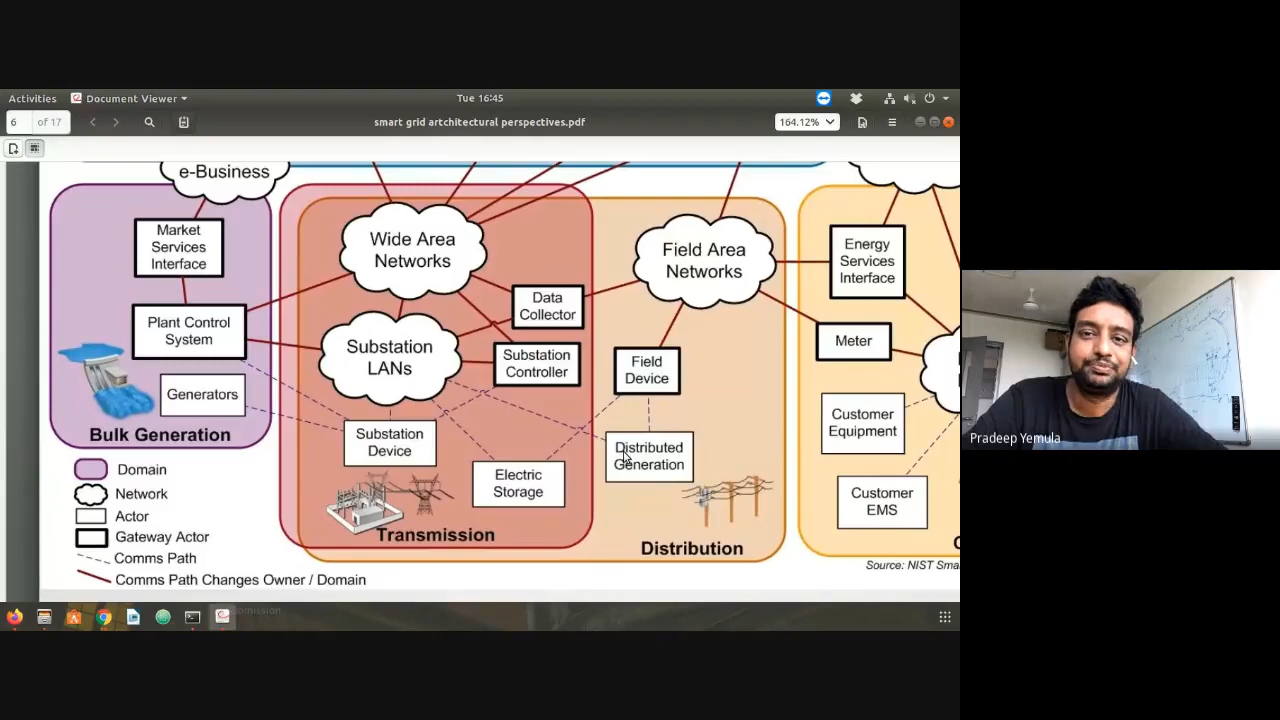 Activities
Document Viewer
Tue 16:45
6
of 17
smart grid artchitectural perspectives.pdf
164.12%
e-Business
Market
Services
Interface
Plant Control
System
Generators
Bulk Generation
Wide Area
Networks
Data
Collector
Substation
LANs
Substation
Controller
Substation
Device
Electric
Storage
Transmission
Field Area
Networks
Field
Device
Distributed
Generation
Distribution
Energy
Services
Interface
Meter
Customer
Equipment
Customer
EMS
Domain
Network
Actor
Gateway Actor
Comms Path
Comms Path Changes Owner / Domain
Source: NIST Sma
Pradeep Yemula